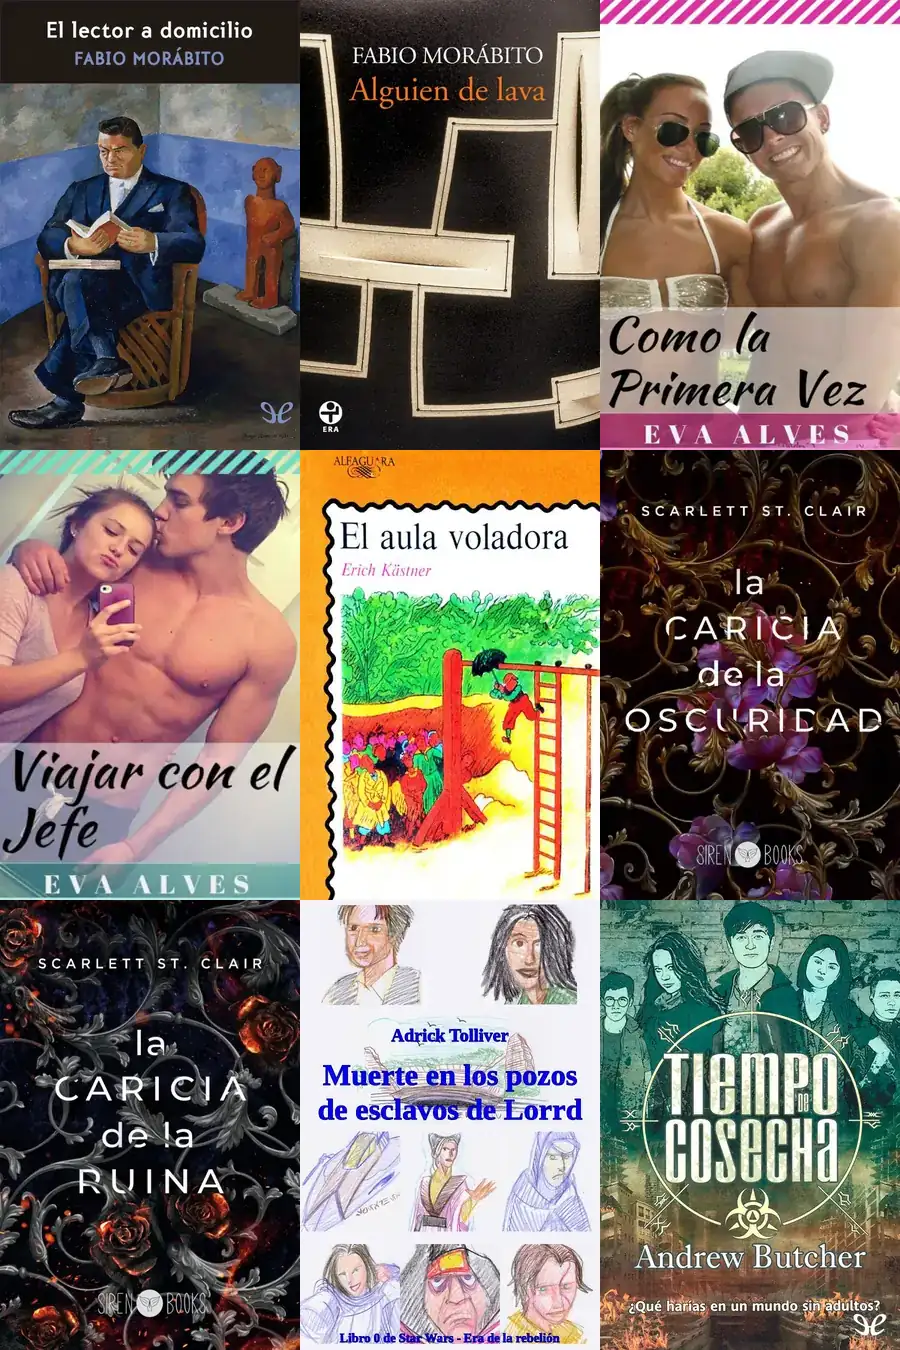 El lector a domicilio
FABIO MORÁBITO
FABIO MORÁBITO
Alguien de lava
ERA
Como la
Primera Vez
EVA ALVES
Viajar con el
Jefe
EVA ALVES
ALFAGUARA
El aula voladora
Erich Kästner
SCARLETT ST. CLAIR
la
CARICIA
de la
OSCURIDAD
SIREN BOOKS
SCARLETT ST. CLAIR
la
CARICIA
de la
RUINA
SIREN BOOKS
Adrick Tolliver
Muerte en los pozos
de esclavos de Lorrd
Libro 0 de Star Wars - Era de la rebelión
TIEMPO
DE
COSECHA
Andrew Butcher
¿Qué harías en un mundo sin adultos?